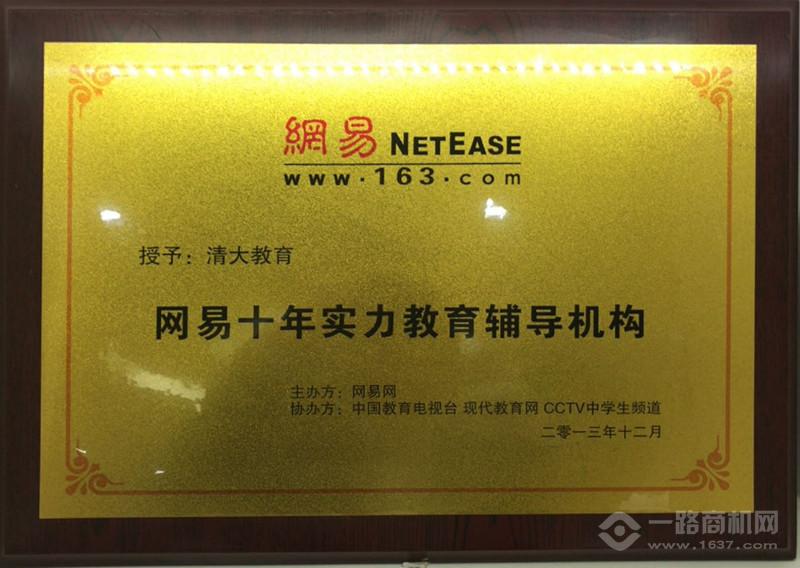 網易 NETEASE
www.163.com
授予：清大教育
网易十年实力教育辅导机构
主办方：网易网
协办方：中国教育电视台 现代教育网 CCTV中学生频道
二零一三年十二月
一路商机网
www.1637.com